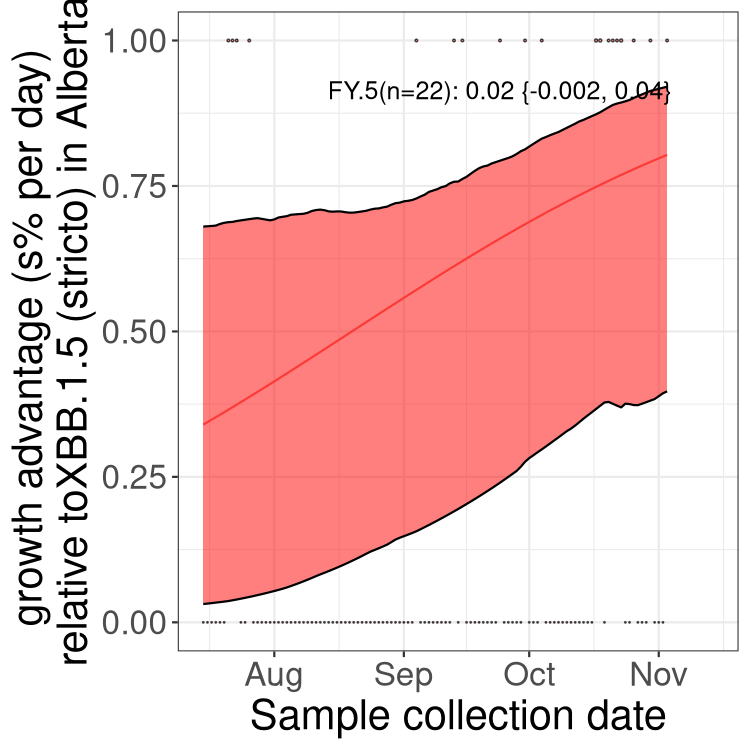 growth advantage (s% per day)
relative toXBB.1.5 (stricto) in Alberta
1.00
0.75
0.50
0.25
0.00
FY.5(n=22): 0.02 {-0.002, 0.04}
Aug Sep Oct Nov
Sample collection date